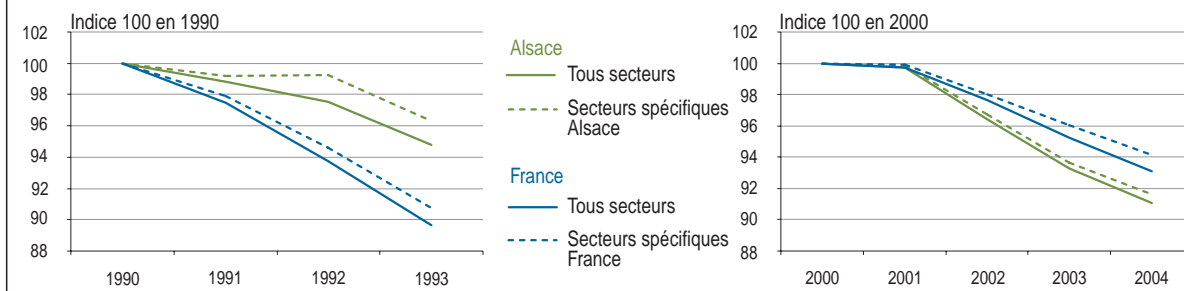 Indice 100 en 1990
102
100
98
96
94
92
90
88
1990 1991 1992 1993
Alsace
Tous secteurs
Secteurs spécifiques
Alsace
France
Tous secteurs
Secteurs spécifiques
France
Indice 100 en 2000
102
100
98
96
94
92
90
88
2000 2001 2002 2003 2004